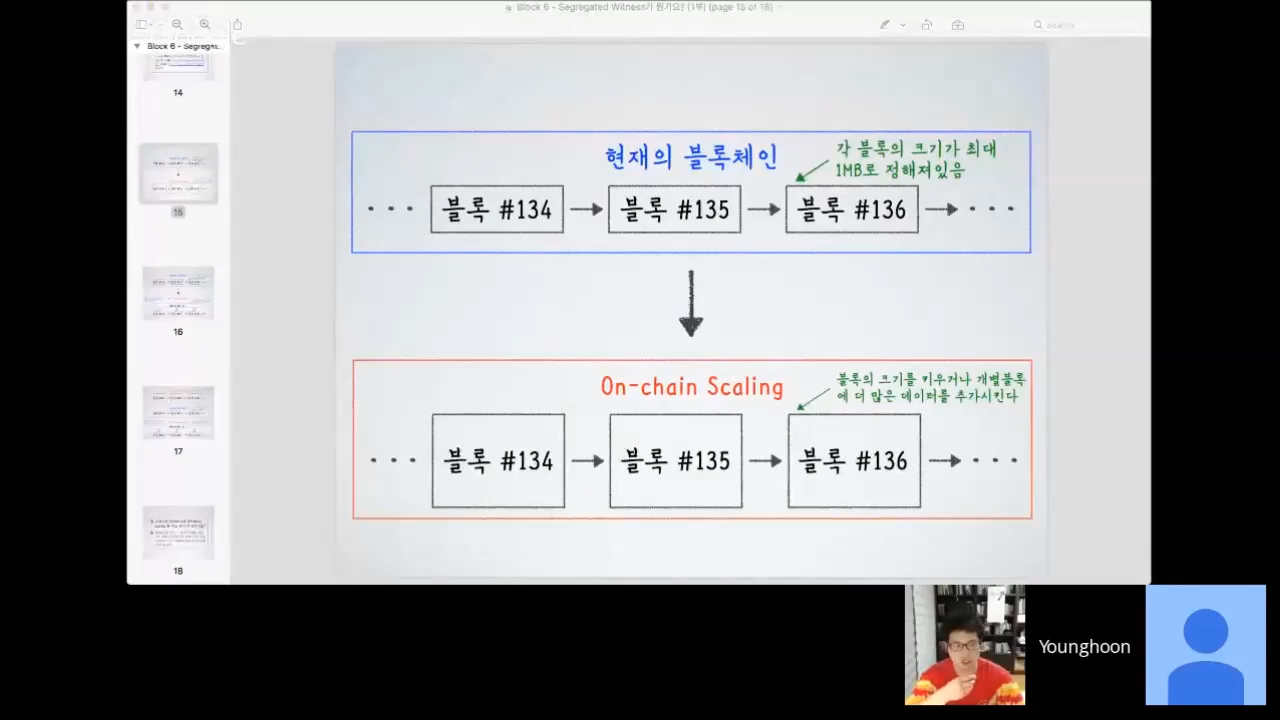 Block 6 - Segregated Witness가 뭔가요? (1부) (page 15 of 18)
Search
Block 6 - Segregat...
14
15
16
17
18
현재의 블록체인
각 블록의 크기가 최대
1MB로 정해져있음
... 블록 #134 블록 #135 블록 #136 ...
On-chain Scaling
블록의 크기를 키우거나 개별블록
에 더 많은 데이터를 추가시킨다
... 블록 #134 블록 #135 블록 #136 ...
Younghoon